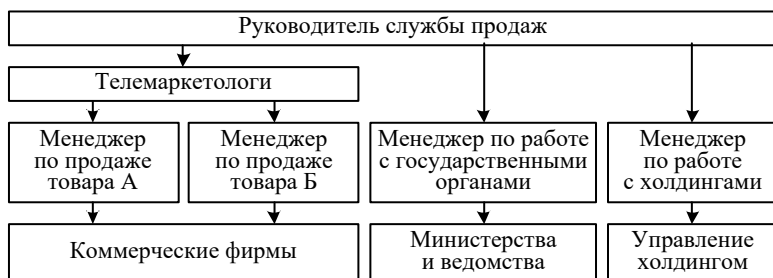 Руководитель службы продаж
Телемаркетологи
Менеджер
по продаже
товара А
Менеджер
по продаже
товара Б
Менеджер по работе
с государственными
органами
Менеджер
по работе
с холдингами
Коммерческие фирмы
Министерства
и ведомства
Управление
холдингом